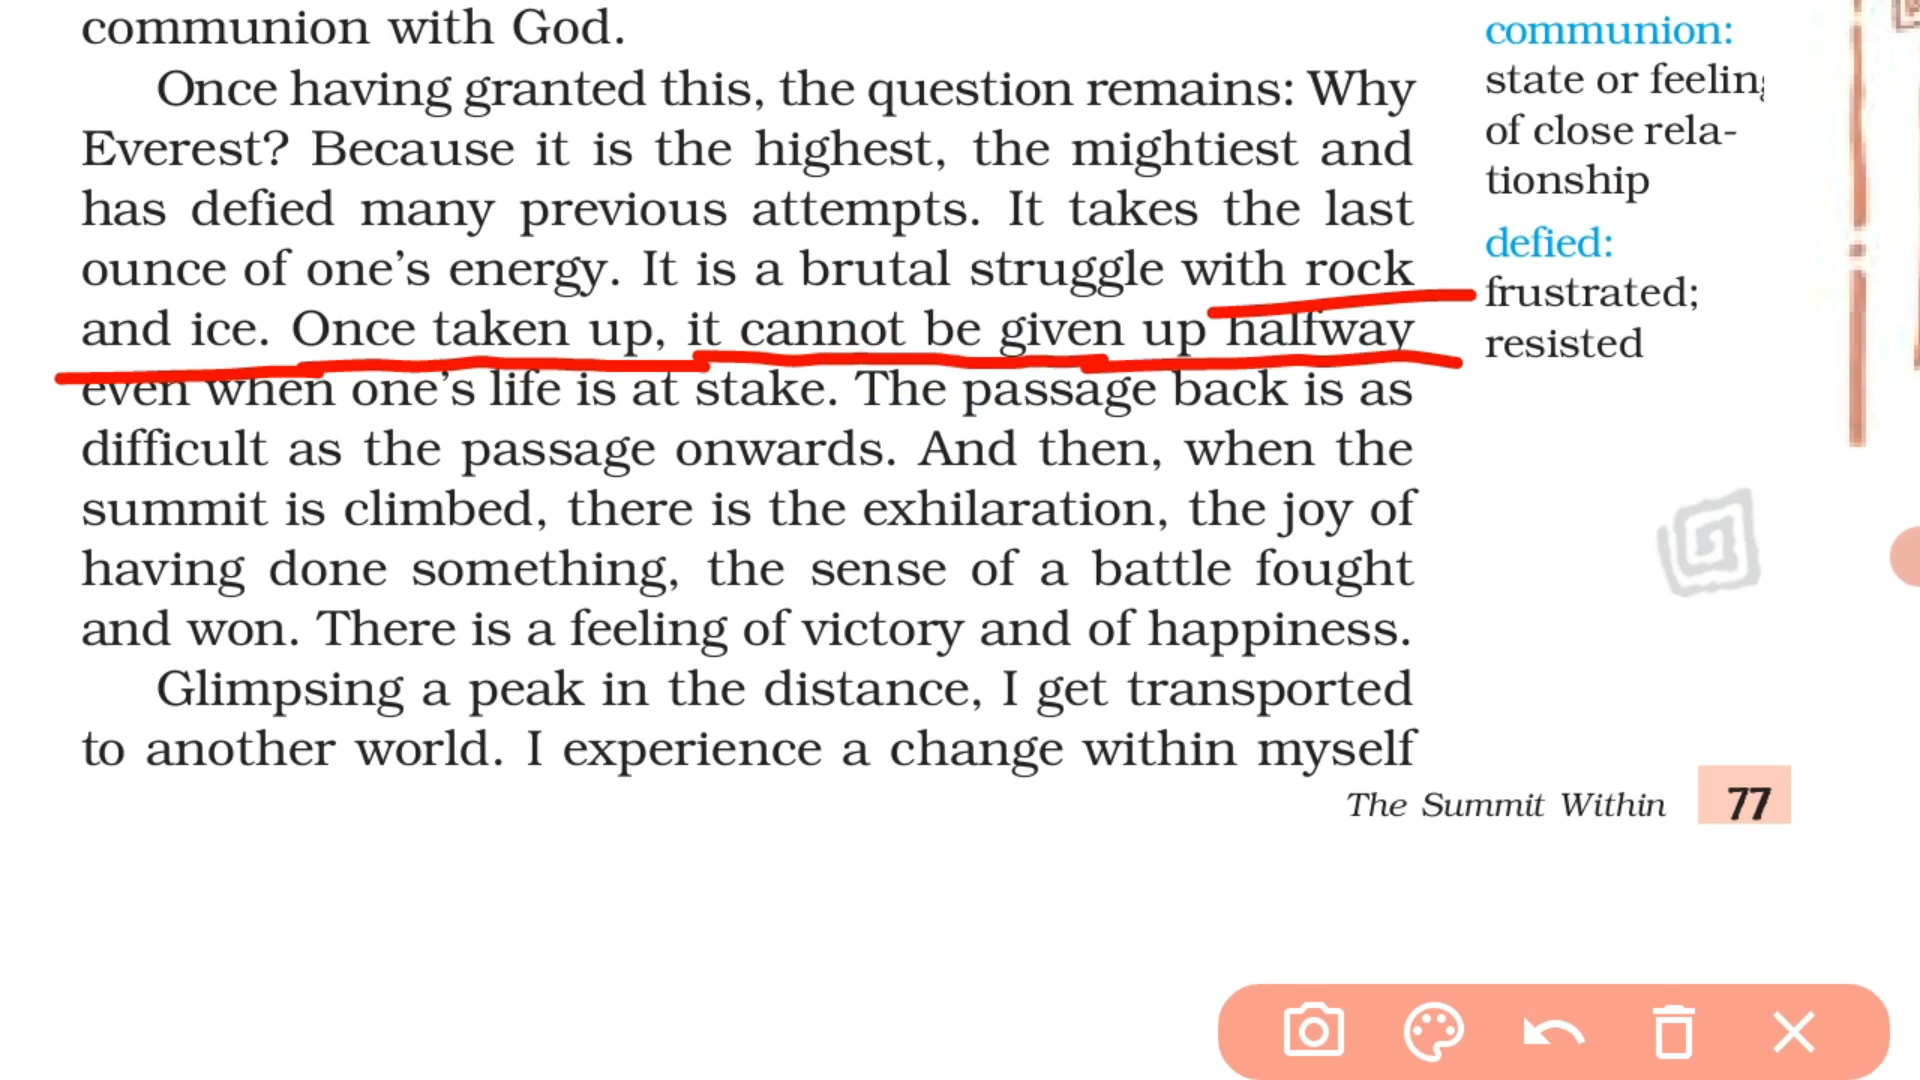 communion with God.
Once having granted this, the question remains: Why
Everest? Because it is the highest, the mightiest and
has defied many previous attempts. It takes the last
ounce of one's energy. It is a brutal struggle with rock
and ice. Once taken up, it cannot be given up halfway
even when one's life is at stake. The passage back is as
difficult as the passage onwards. And then, when the
summit is climbed, there is the exhilaration, the joy of
having done something, the sense of a battle fought
and won. There is a feeling of victory and of happiness.
Glimpsing a peak in the distance, I get transported
to another world. I experience a change within myself
communion:
state or feeling
of close rela-
tionship
defied:
frustrated;
resisted
The Summit Within 77